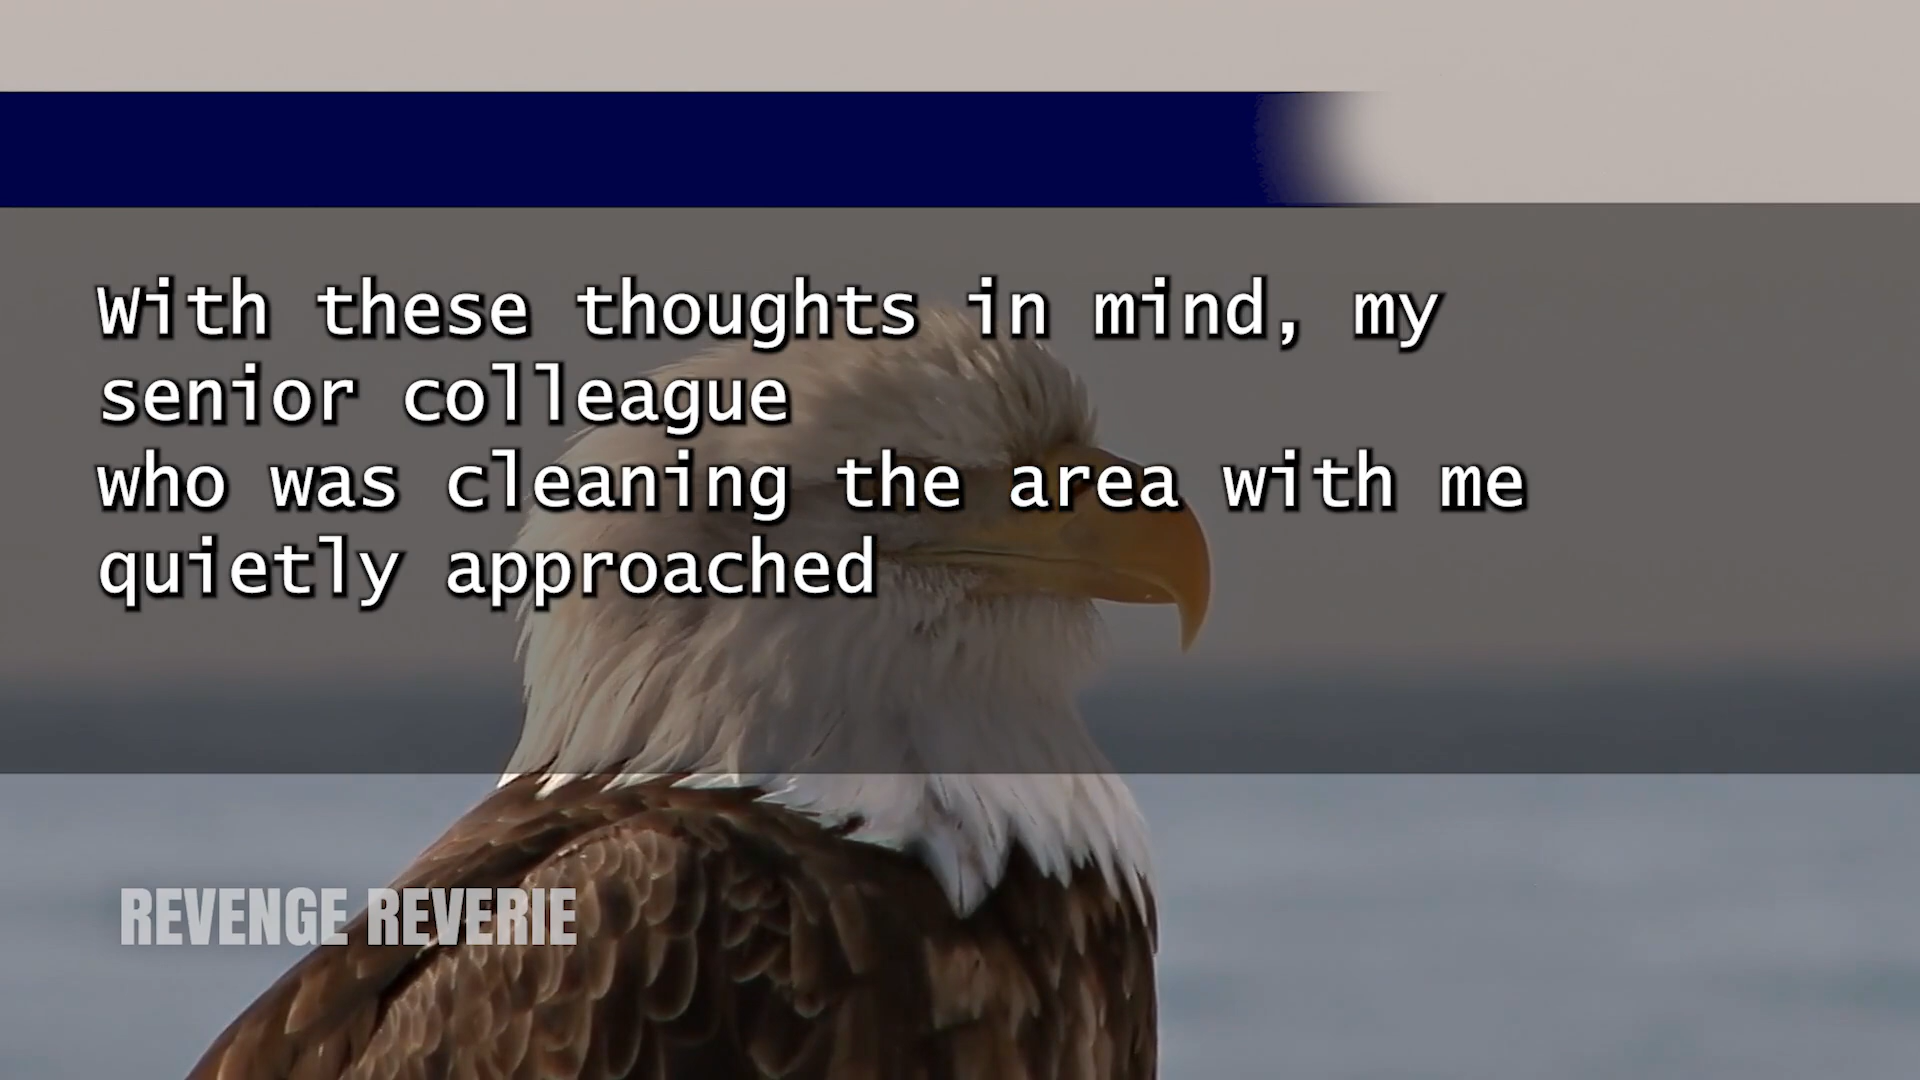 With these thoughts in mind, my
senior colleague
who was cleaning the area with me
quietly approached
REVENGE REVERIE